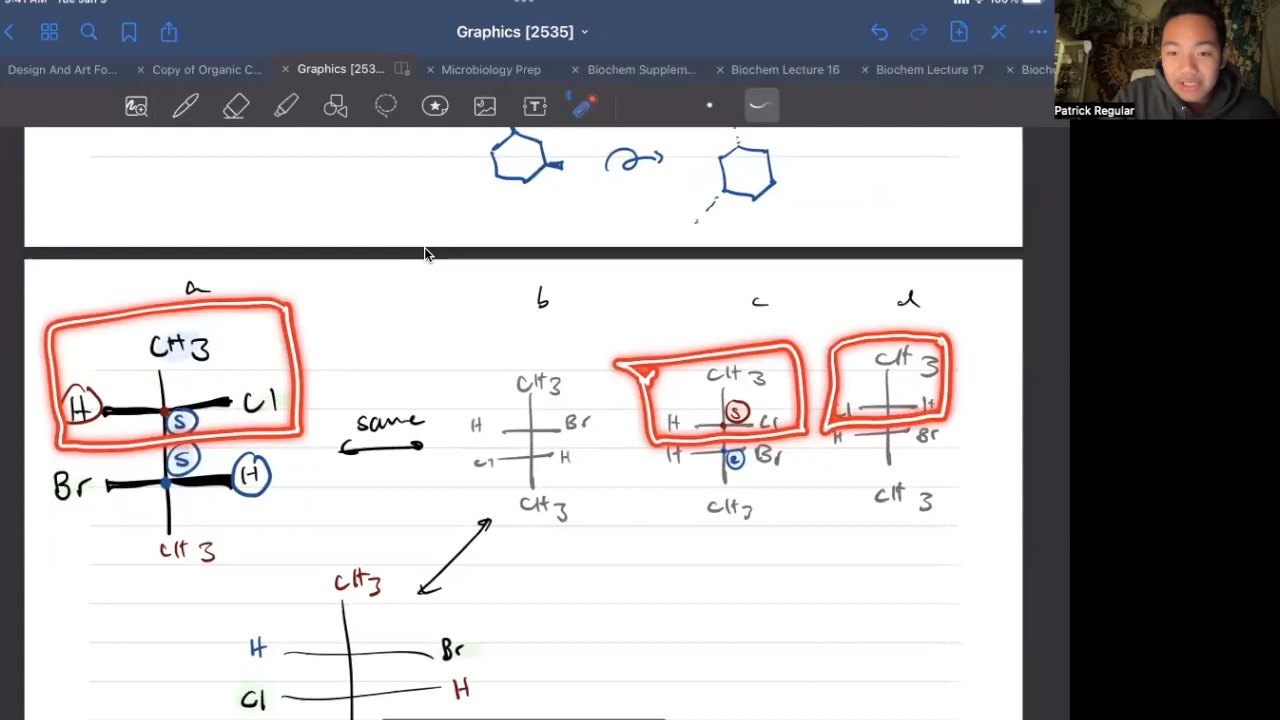 Graphics [2535]
Design And Art Fo...
Copy of Organic C...
Graphics [253...
Microbiology Prep
Biochem Supplem...
Biochem Lecture 16
Biochem Lecture 17
Patrick Regular
a
b
c
d
CH3
H
Cl
S
S
Br
H
CH3
same
CH3
H
Br
Cl
H
CH3
CH3
S
H
Cl
H
Br
CH3
CH3
Cl
H
H
Br
CH3
CH3
H
Br
Cl
H